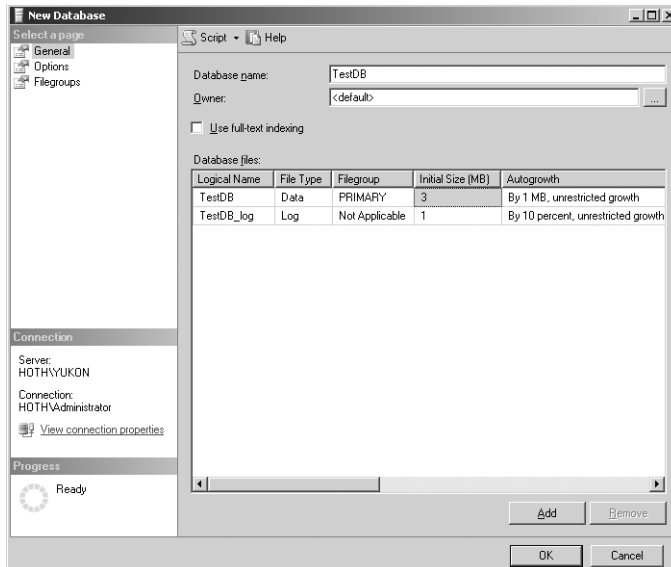 New Database
Select a page
General
Options
Filegroups
Script Help
Database name: TestDB
Owner: <default> ...
Use full-text indexing
Database files:
Logical Name File Type Filegroup Initial Size (MB) Autogrowth
TestDB Data PRIMARY 3 By 1 MB, unrestricted growth
TestDB_log Log Not Applicable 1 By 10 percent, unrestricted growth
Connection
Server:
HOTH\YUKON
Connection:
HOTH\Administrator
View connection properties
Progress
Ready
Add Remove
OK Cancel